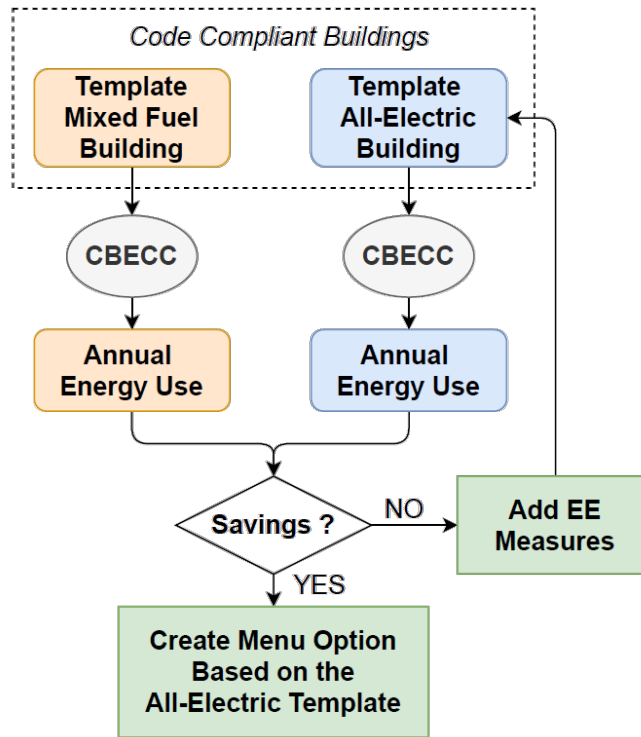 Code Compliant Buildings
Template
Mixed Fuel
Building
Template
All-Electric
Building
CBECC
CBECC
Annual
Energy Use
Annual
Energy Use
Savings ?
NO
Add EE
Measures
YES
Create Menu Option
Based on the
All-Electric Template